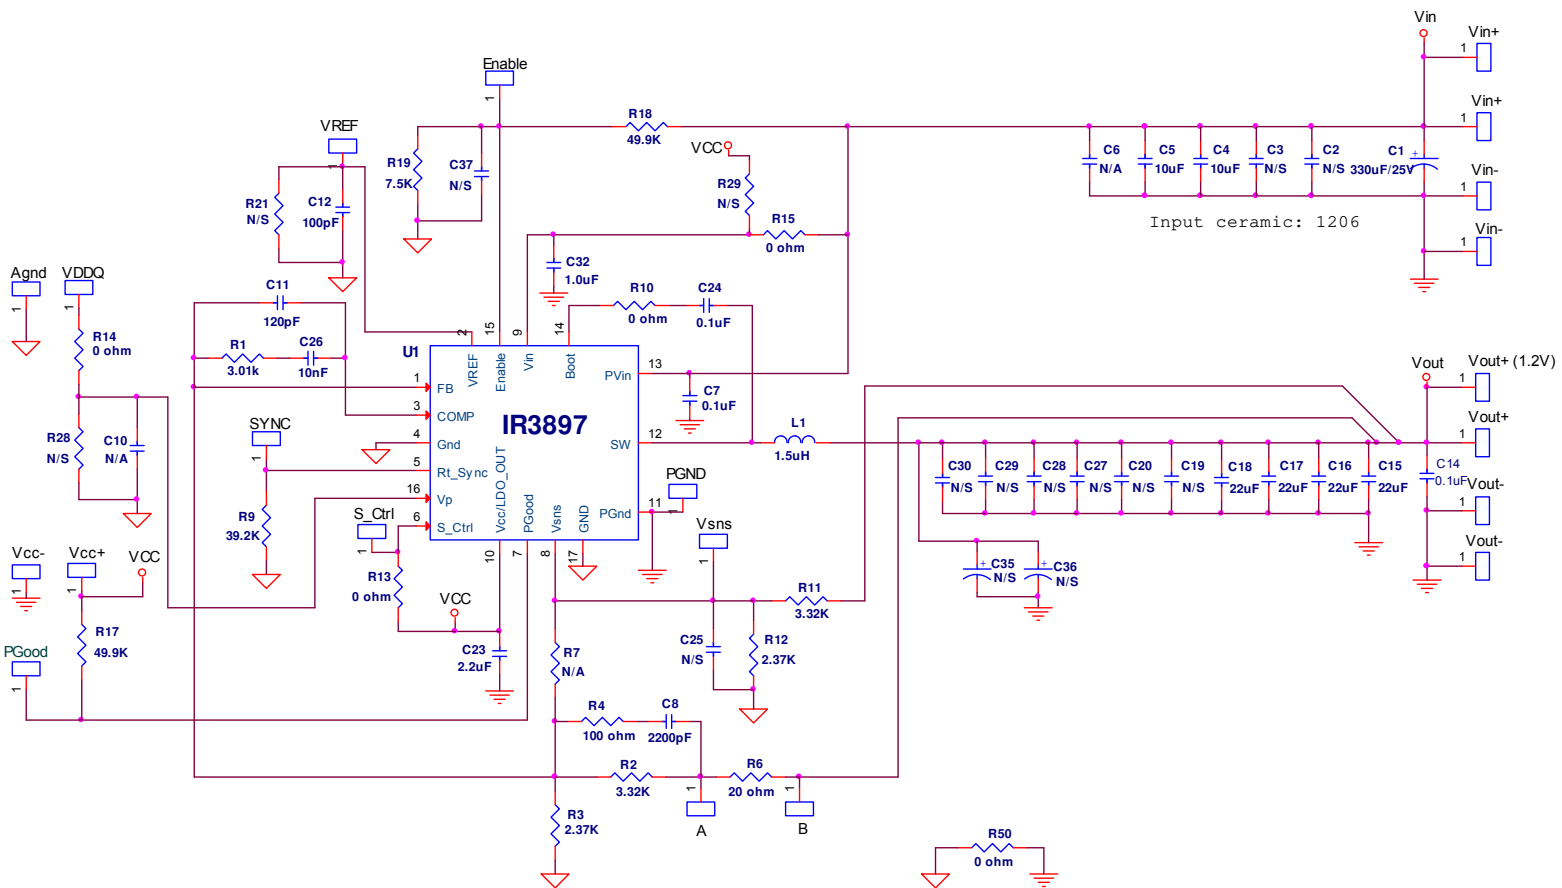 Vin
Vin+
1
Vin+
1
Vin-
1
Vin-
1
Enable
1
VREF
1
R18
49.9K
VCC
R19
7.5K
C37
N/S
R29
N/S
R15
0 ohm
C6
N/A
C5
10uF
C4
10uF
C3
N/S
C2
N/S
C1
330uF/25V
+
Input ceramic: 1206
R21
N/S
C12
100pF
Agnd
1
VDDQ
1
C11
120pF
C32
1.0uF
R10
0 ohm
C24
0.1uF
R14
0 ohm
R1
3.01k
C26
10nF
U1
2
15
9
14
VREF
Enable
Vin
Boot
1
FB
3
COMP
4
Gnd
5
Rt_Sync
16
Vp
6
S_Ctrl
IR3897
PVin
13
SW
12
PGnd
11
Vcc/LDO_OUT
PGood
Vsns
GND
10
7
8
17
C7
0.1uF
L1
1.5uH
PGND
1
Vout
Vout+ (1.2V)
1
Vout+
1
Vout-
1
Vout-
1
R28
N/S
C10
N/A
SYNC
1
R9
39.2K
S_Ctrl
1
R13
0 ohm
VCC
C23
2.2uF
C30
N/S
C29
N/S
C28
N/S
C27
N/S
C20
N/S
C19
N/S
C18
22uF
C17
22uF
C16
22uF
C15
22uF
C14
0.1uF
+
C35
N/S
+
C36
N/S
Vcc-
1
Vcc+
1
VCC
R17
49.9K
PGood
1
Vsns
1
R11
3.32K
C25
N/S
R12
2.37K
R7
N/A
R4
100 ohm
C8
2200pF
R2
3.32K
R6
20 ohm
1
A
1
B
R3
2.37K
R50
0 ohm